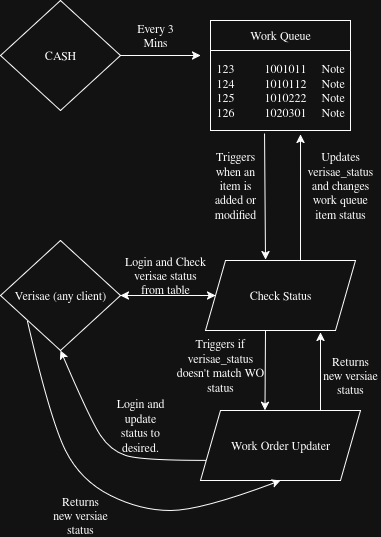 Every 3
Mins
CASH
Work Queue
123 1001011 Note
124 1010112 Note
125 1010222 Note
126 1020301 Note
Triggers
when an
item is
added or
modified
Updates
verisae_status
and changes
work queue
item status
Login and Check
verisae status
from table
Verisae (any client)
Check Status
Triggers if
verisae_status
doesn't match WO
status
Returns
new versiae
status
Login and
update
status to
desired.
Work Order Updater
Returns
new versiae
status